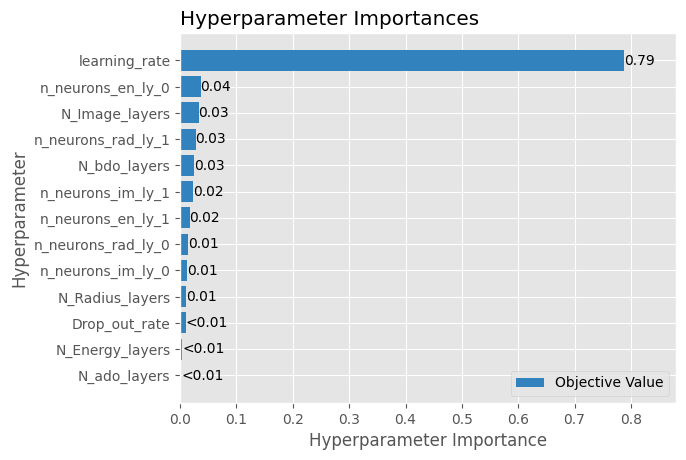 Hyperparameter Importances
learning_rate 0.79
n_neurons_en_ly_0 0.04
N_Image_layers 0.03
n_neurons_rad_ly_1 0.03
N_bdo_layers 0.03
n_neurons_im_ly_1 0.02
n_neurons_en_ly_1 0.02
n_neurons_rad_ly_0 0.01
n_neurons_im_ly_0 0.01
N_Radius_layers 0.01
Drop_out_rate <0.01
N_Energy_layers <0.01
N_ado_layers <0.01
Hyperparameter
Objective Value
0.0 0.1 0.2 0.3 0.4 0.5 0.6 0.7 0.8
Hyperparameter Importance